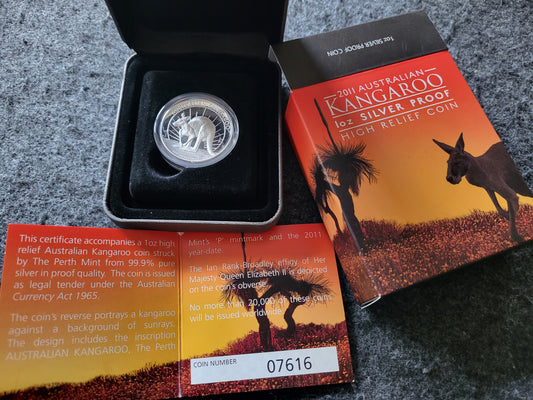 1oz SILVER PROOF COIN
2011 AUSTRALIAN
KANGAROO
1oz SILVER PROOF
HIGH RELIEF COIN
This certificate accompanies a 1oz high
relief Australian Kangaroo coin struck
by The Perth Mint from 99.9% pure
silver in proof quality. The coin is issued
as legal tender under the Australian
Currency Act 1965.
The coin's reverse portrays a kangaroo
against a background of sunrays.
The design includes the inscription
AUSTRALIAN KANGAROO, The Perth
Mint's 'P' mintmark and the 2011
year-date.
The Ian Rank-Broadley effigy of Her
Majesty Queen Elizabeth II is depicted
on the coin's obverse.
No more than 20,000 of these coins
will be issued worldwide.
COIN NUMBER
07616